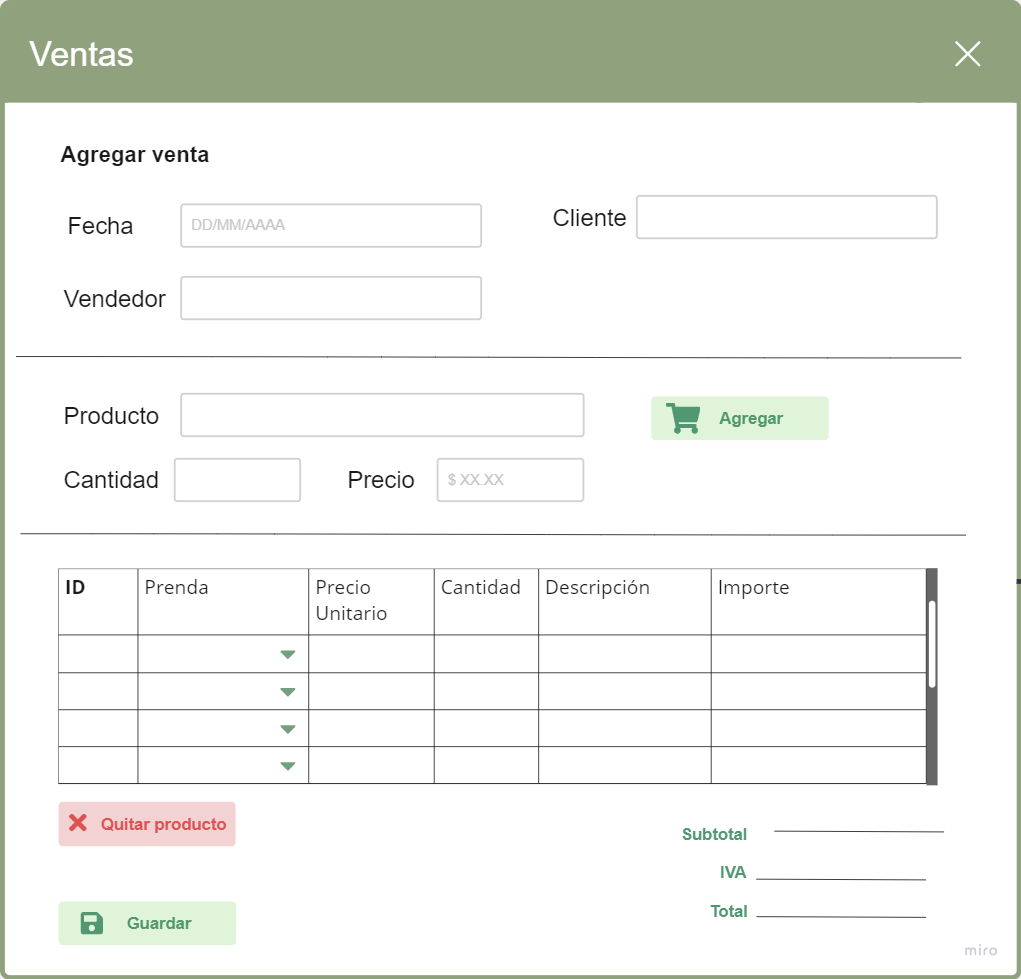 Ventas
Agregar venta
Fecha DD/MM/AAAA Cliente
Vendedor
Producto Agregar
Cantidad Precio $ XX.XX
ID Prenda Precio Unitario Cantidad Descripción Importe
Quitar producto
Subtotal
IVA
Total
Guardar
miro